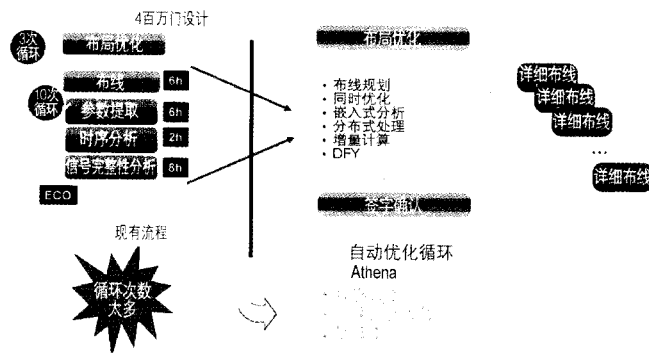 4百万门设计
3次
循环
布局优化
10次
循环
布线
6h
参数提取
6h
时序分析
2h
信号完整性分析
8h
ECO
现有流程
循环次数
太多
布局优化
· 布线规划
· 同时优化
· 嵌入式分析
· 分布式处理
· 增量计算
· DFY
签字确认
自动优化循环
Athena
详细布线
详细布线
详细布线
...
详细布线